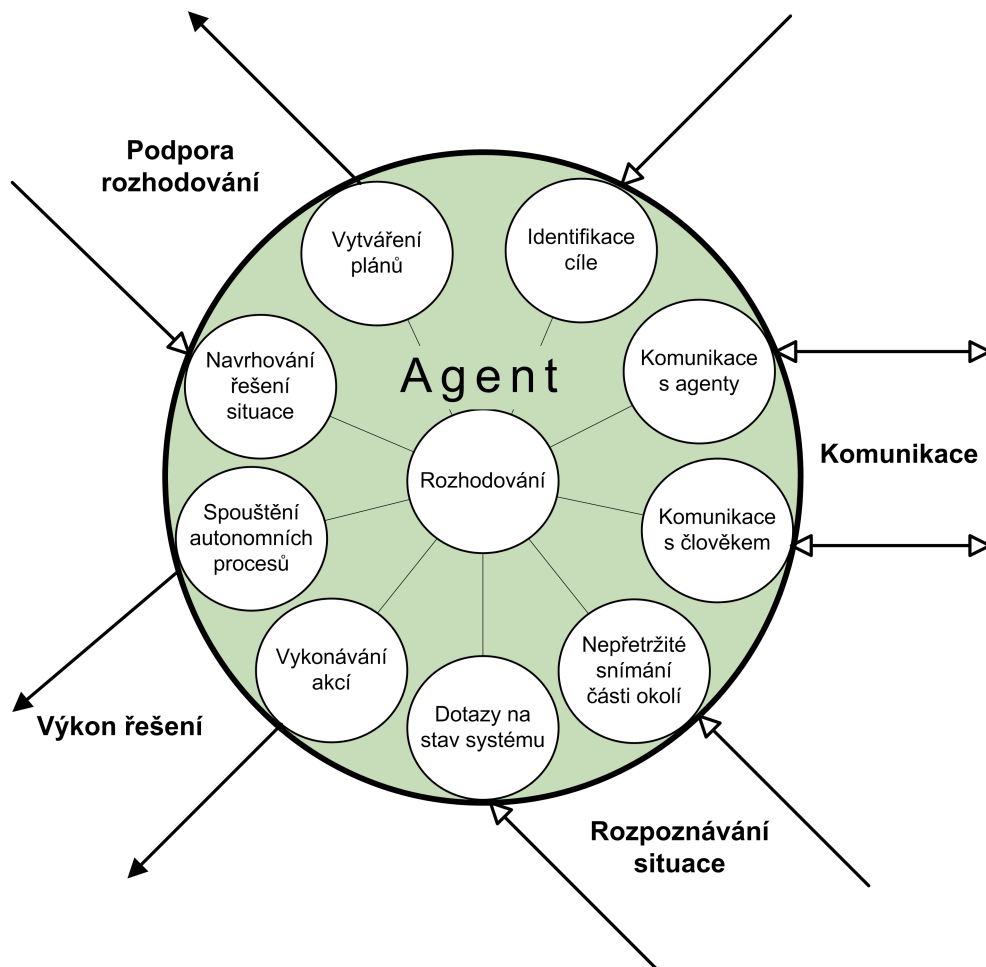 Podpora
rozhodování
Vytváření
plánů
Identifikace
cíle
Navrhování
řešení
situace
Agent
Komunikace
s agenty
Komunikace
Rozhodování
Spouštění
autonomních
procesů
Komunikace
s člověkem
Vykonávání
akcí
Nepřetržité
snímání
části okolí
Dotazy na
stav systému
Výkon řešení
Rozpoznávání
situace